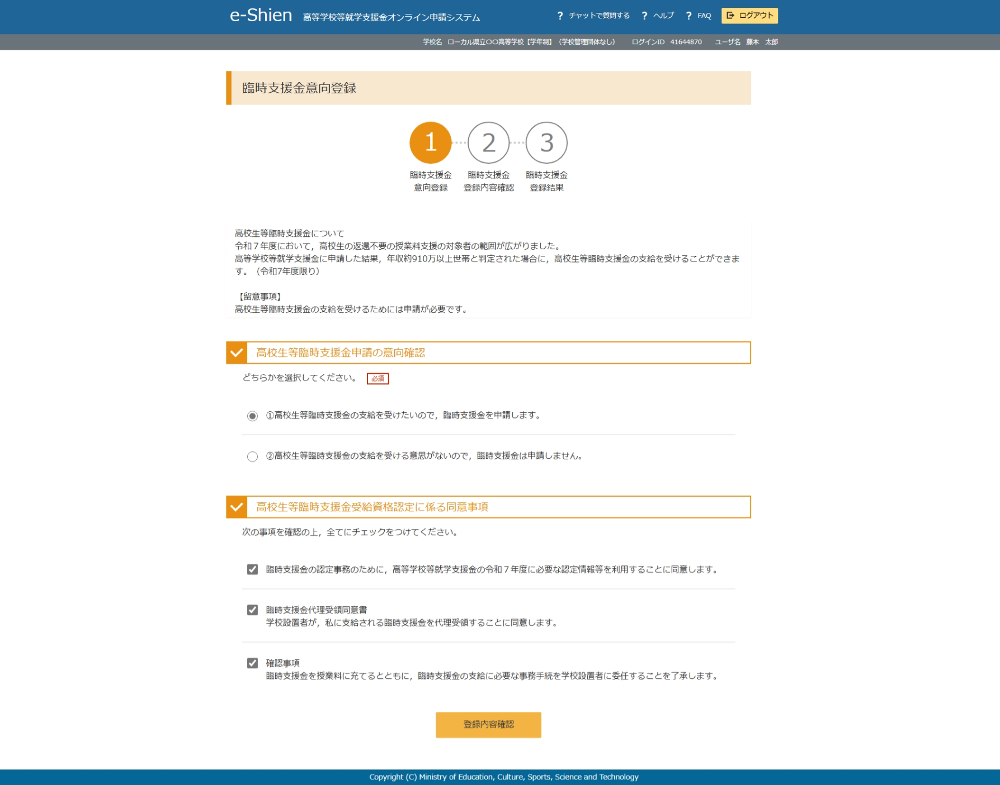 e-Shien 高等学校等就学支援金オンライン申請システム ? チャットで質問する ? ヘルプ ? FAQ ログアウト
学校名 ローカル県立〇〇高等学校【学年制】（学校管理団体なし） ログインID 41644870 ユーザ名 藤本 太郎
臨時支援金意向登録
1 2 3
臨時支援金 臨時支援金 臨時支援金
意向登録 登録内容確認 登録結果
高校生等臨時支援金について
令和７年度において，高校生の返還不要の授業料支援の対象者の範囲が広がりました。
高等学校等就学支援金に申請した結果，年収約910万以上世帯と判定された場合に，高校生等臨時支援金の支給を受けることができま
す。（令和7年度限り）
【留意事項】
高校生等臨時支援金の支給を受けるためには申請が必要です。
高校生等臨時支援金申請の意向確認
どちらかを選択してください。 必須
①高校生等臨時支援金の支給を受けたいので，臨時支援金を申請します。
②高校生等臨時支援金の支給を受ける意思がないので，臨時支援金は申請しません。
高校生等臨時支援金受給資格認定に係る同意事項
次の事項を確認の上，全てにチェックをつけてください。
臨時支援金の認定事務のために，高等学校等就学支援金の令和７年度に必要な認定情報等を利用することに同意します。
臨時支援金代理受領同意書
学校設置者が，私に支給される臨時支援金を代理受領することに同意します。
確認事項
臨時支援金を授業料に充てるとともに，臨時支援金の支給に必要な事務手続を学校設置者に委任することを了承します。
登録内容確認
Copyright (C) Ministry of Education, Culture, Sports, Science and Technology